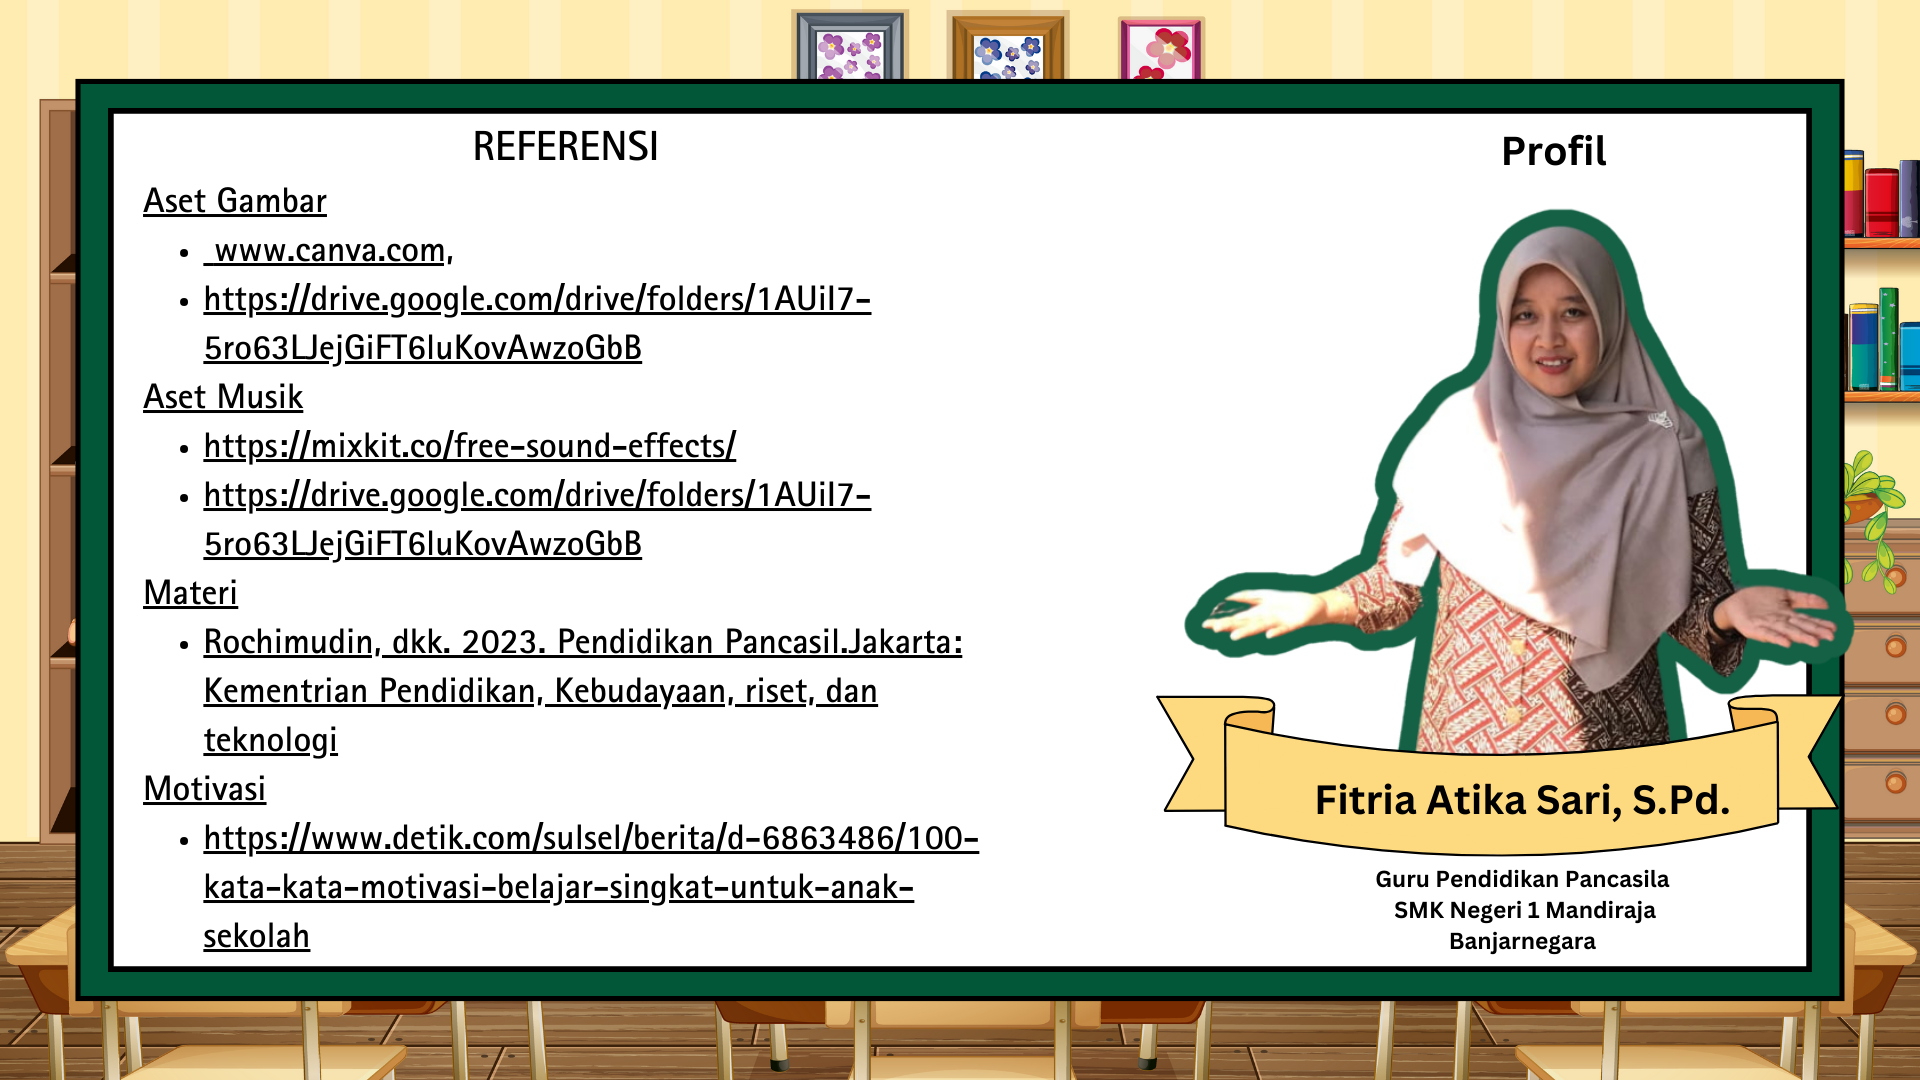 REFERENSI
Aset Gambar
www.canva.com,
https://drive.google.com/drive/folders/1AUiI7-
5ro63LJejGiFT6luKovAwzoGbB
Aset Musik
https://mixkit.co/free-sound-effects/
https://drive.google.com/drive/folders/1AUiI7-
5ro63LJejGiFT6luKovAwzoGbB
Materi
Rochimudin, dkk. 2023. Pendidikan Pancasil.Jakarta:
Kementrian Pendidikan, Kebudayaan, riset, dan
teknologi
Motivasi
https://www.detik.com/sulsel/berita/d-6863486/100-
kata-kata-motivasi-belajar-singkat-untuk-anak-
sekolah
Profil
Fitria Atika Sari, S.Pd.
Guru Pendidikan Pancasila
SMK Negeri 1 Mandiraja
Banjarnegara